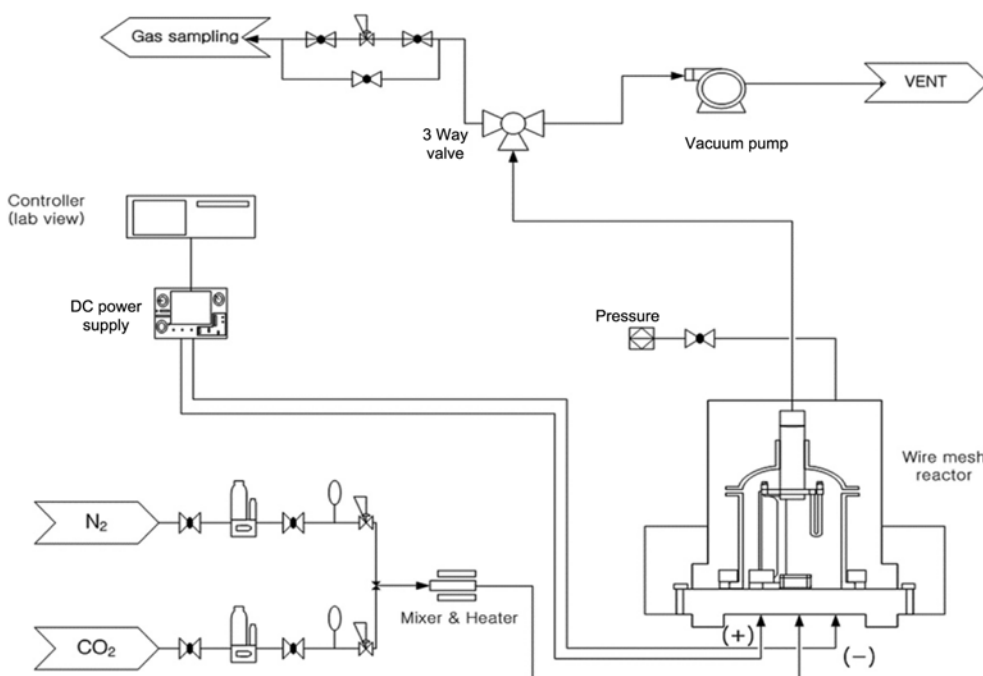 Gas sampling
VENT
3 Way
valve
Vacuum pump
Controller
(lab view)
DC power
supply
Pressure
Wire mesh
reactor
N₂
Mixer & Heater
CO₂
(+)
(−)